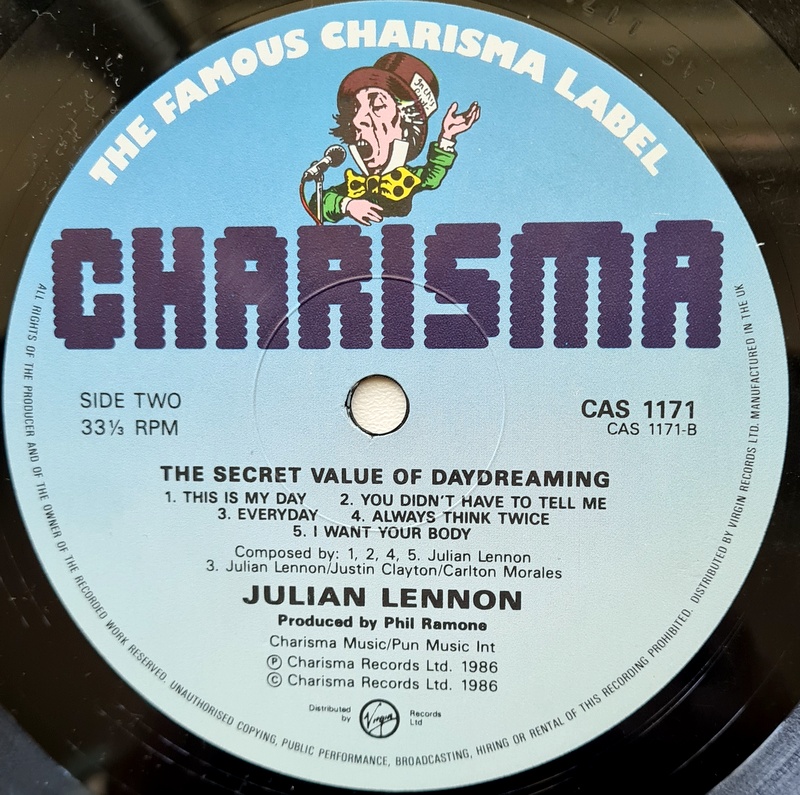 THE FAMOUS CHARISMA LABEL
CHARISMA
SIDE TWO
33⅓ RPM
CAS 1171
CAS 1171-B
THE SECRET VALUE OF DAYDREAMING
1. THIS IS MY DAY 2. YOU DIDN'T HAVE TO TELL ME
3. EVERYDAY 4. ALWAYS THINK TWICE
5. I WANT YOUR BODY
Composed by: 1, 2, 4, 5. Julian Lennon
3. Julian Lennon/Justin Clayton/Carlton Morales
JULIAN LENNON
Produced by Phil Ramone
Charisma Music/Pun Music Int
Ⓟ Charisma Records Ltd. 1986
© Charisma Records Ltd. 1986
Distributed by Virgin Records Ltd
ALL RIGHTS OF THE PRODUCER AND OF THE OWNER OF THE RECORDED WORK RESERVED. UNAUTHORISED COPYING, PUBLIC PERFORMANCE, BROADCASTING, HIRING OR RENTAL OF THIS RECORDING PROHIBITED. DISTRIBUTED BY VIRGIN RECORDS LTD. MANUFACTURED IN THE UK